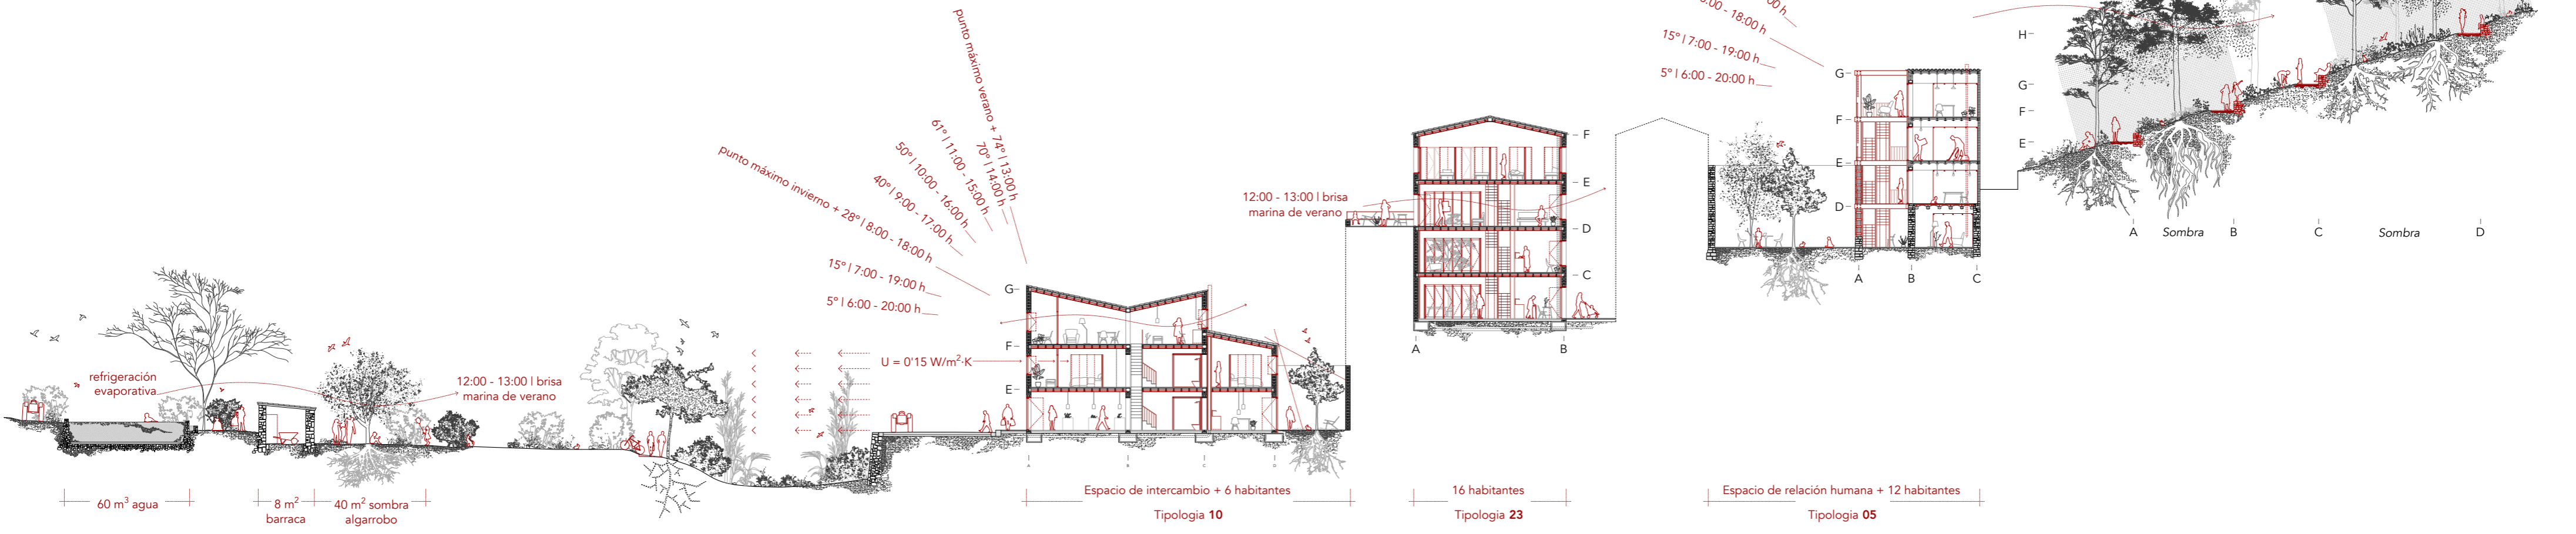 refrigeración
evaporativa
12:00 - 13:00 | brisa
marina de verano
60 m³ agua
8 m²
barraca
40 m² sombra
algarrobo
punto máximo verano + 74° | 13:00 h
70° | 14:00 h
61° | 11:00 - 15:00 h
50° | 10:00 - 16:00 h
40° | 9:00 - 17:00 h
punto máximo invierno + 28° | 8:00 - 18:00 h
15° | 7:00 - 19:00 h
5° | 6:00 - 20:00 h
U = 0'15 W/m²·K
G
F
E
A
B
C
D
Espacio de intercambio + 6 habitantes
Tipologia 10
12:00 - 13:00 | brisa
marina de verano
F
E
D
C
A
B
16 habitantes
Tipologia 23
:00 - 18:00 h
15° | 7:00 - 19:00 h
5° | 6:00 - 20:00 h
G
F
E
D
A
B
C
Espacio de relación humana + 12 habitantes
Tipologia 05
H
G
F
E
A
Sombra
B
C
Sombra
D